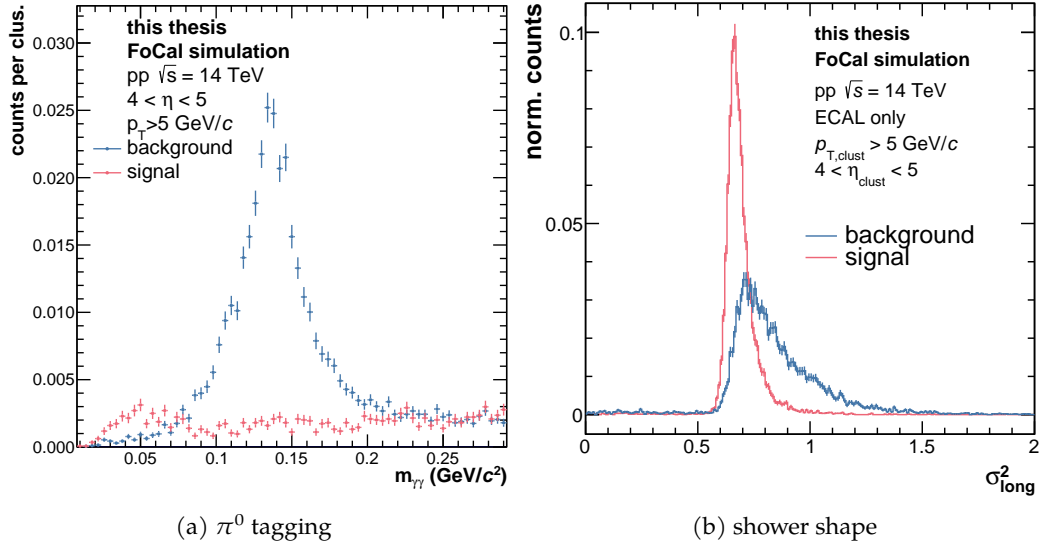 counts per clus.
0.030
0.025
0.020
0.015
0.010
0.005
0.000
this thesis
FoCal simulation
pp √s = 14 TeV
4 < η < 5
p_T>5 GeV/c
background
signal
0.05
0.1
0.15
0.2
0.25
m_γγ (GeV/c²)
(a) π⁰ tagging
norm. counts
0.1
0.05
0
this thesis
FoCal simulation
pp √s = 14 TeV
ECAL only
p_T,clust > 5 GeV/c
4 < η_clust < 5
background
signal
0
0.5
1
1.5
2
σ²_long
(b) shower shape